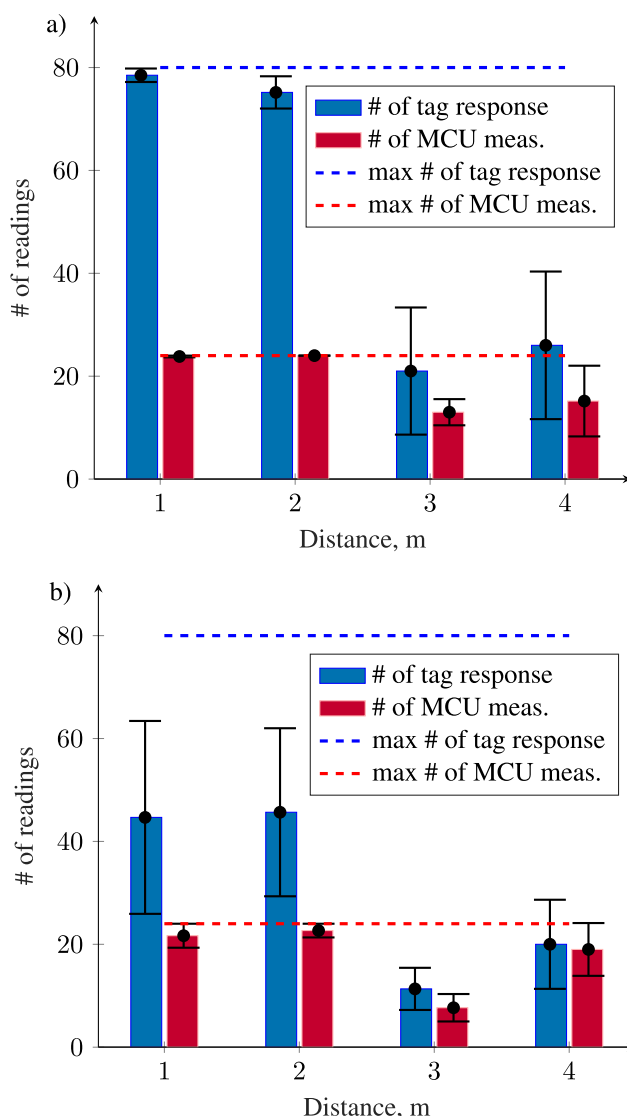 a)
80
60
40
20
0
# of readings
# of tag response
# of MCU meas.
max # of tag response
max # of MCU meas.
1 2 3 4
Distance, m
b)
80
60
40
20
0
# of readings
# of tag response
# of MCU meas.
max # of tag response
max # of MCU meas.
1 2 3 4
Distance, m